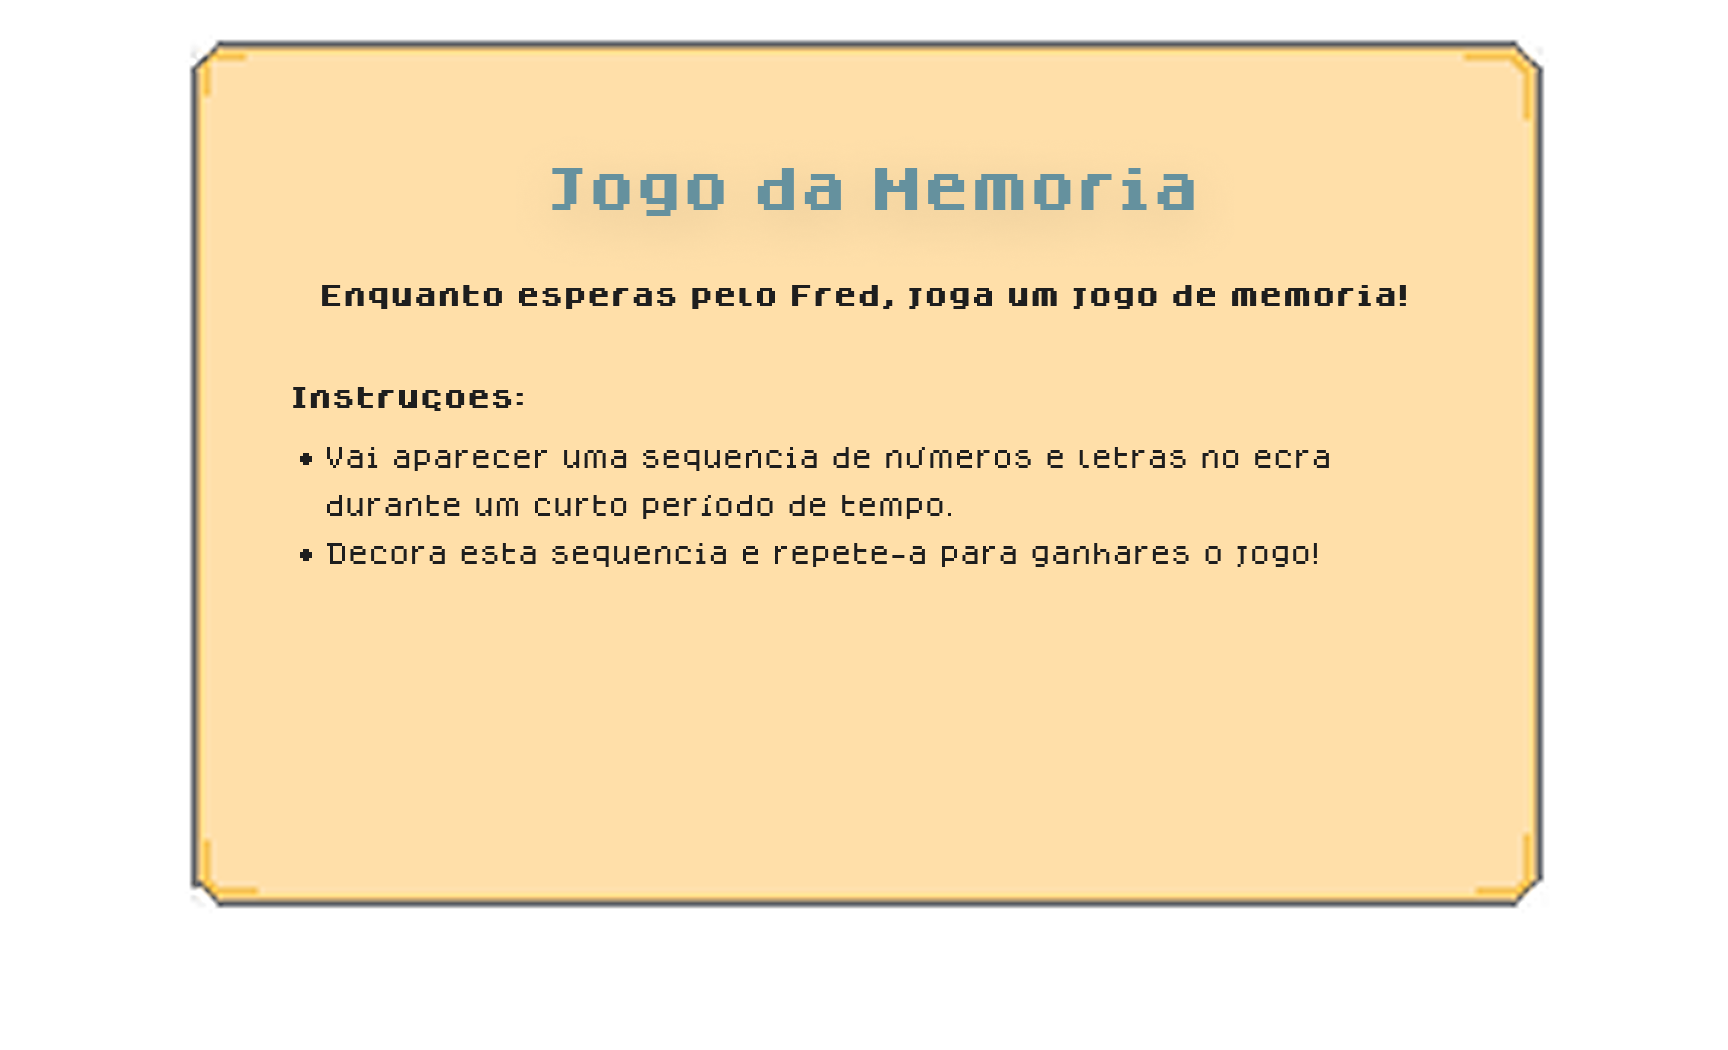 Jogo da Memoria
Enquanto esperas pelo Fred, joga um jogo de memoria!
Instruçoes:
• Vai aparecer uma sequencia de números e letras no ecra
durante um curto período de tempo.
• Decora esta sequencia e repete-a para ganhares o jogo!